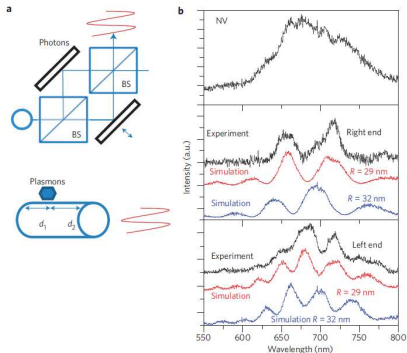 a
Photons
BS
BS
Plasmons
d1
d2
b
NV
Experiment
Right end
Simulation
R = 29 nm
Simulation
R = 32 nm
Experiment
Left end
Simulation
R = 29 nm
Simulation R = 32 nm
Intensity (a.u.)
550 600 650 700 750 800
Wavelength (nm)